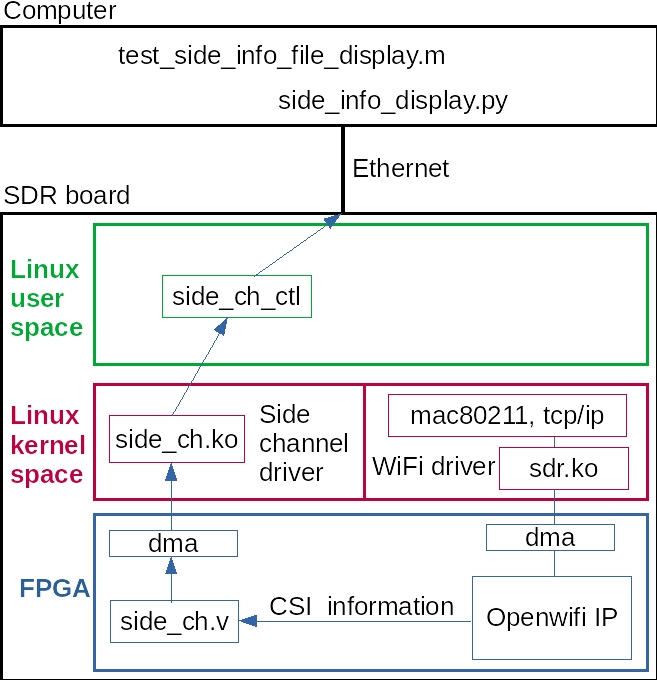 Computer
test_side_info_file_display.m
side_info_display.py
Ethernet
SDR board
Linux
user
space
side_ch_ctl
Linux
kernel
space
side_ch.ko
Side
channel
driver
mac80211, tcp/ip
WiFi driver
sdr.ko
FPGA
dma
dma
side_ch.v
CSI information
Openwifi IP